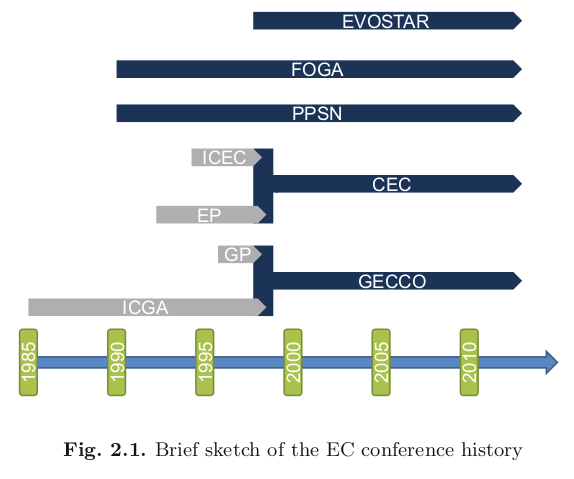 EVOSTAR
FOGA
PPSN
ICEC
CEC
EP
GP
GECCO
ICGA
1985
1990
1995
2000
2005
2010
Fig. 2.1. Brief sketch of the EC conference history